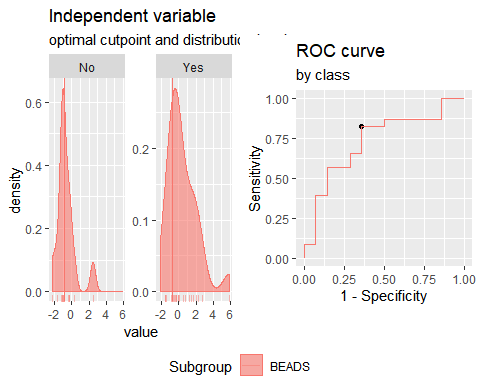 Independent variable
optimal cutpoint and distributio
No
Yes
0.6
0.4
0.2
0.0
0.2
0.1
0.0
density
-2 0 2 4 6
-2 0 2 4 6
value
ROC curve
by class
1.00
0.75
0.50
0.25
0.00
Sensitivity
0.00 0.25 0.50 0.75 1.00
1 - Specificity
Subgroup BEADS